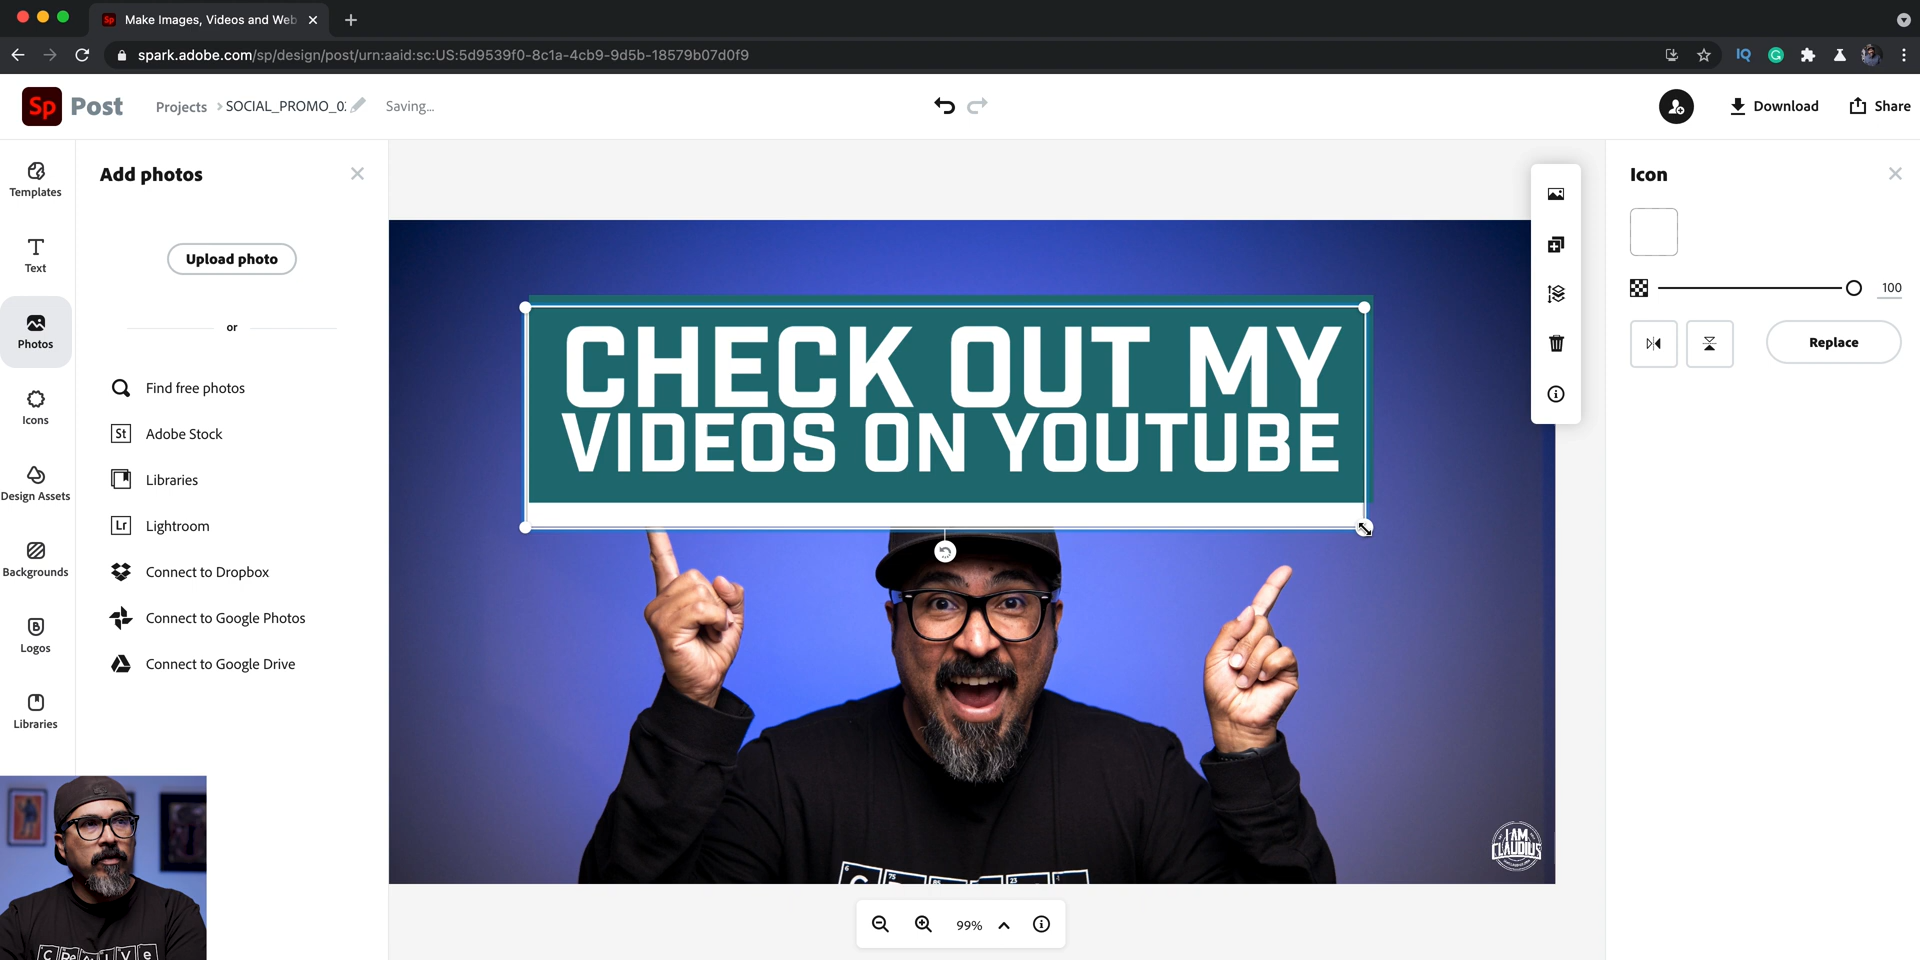 Make Images, Videos and Web
spark.adobe.com/sp/design/post/urn:aaid:sc:US:5d9539f0-8c1a-4cb9-9d5b-18579b07d0f9
IQ
Sp Post
Projects > SOCIAL_PROMO_0
Saving...
Download
Share
Templates
Text
Photos
Icons
Design Assets
Backgrounds
Logos
Libraries
Add photos
Upload photo
or
Find free photos
St Adobe Stock
Libraries
Lr Lightroom
Connect to Dropbox
Connect to Google Photos
Connect to Google Drive
CHECK OUT MY
VIDEOS ON YOUTUBE
I AM
CLAUDIUS
99%
Icon
100
Replace